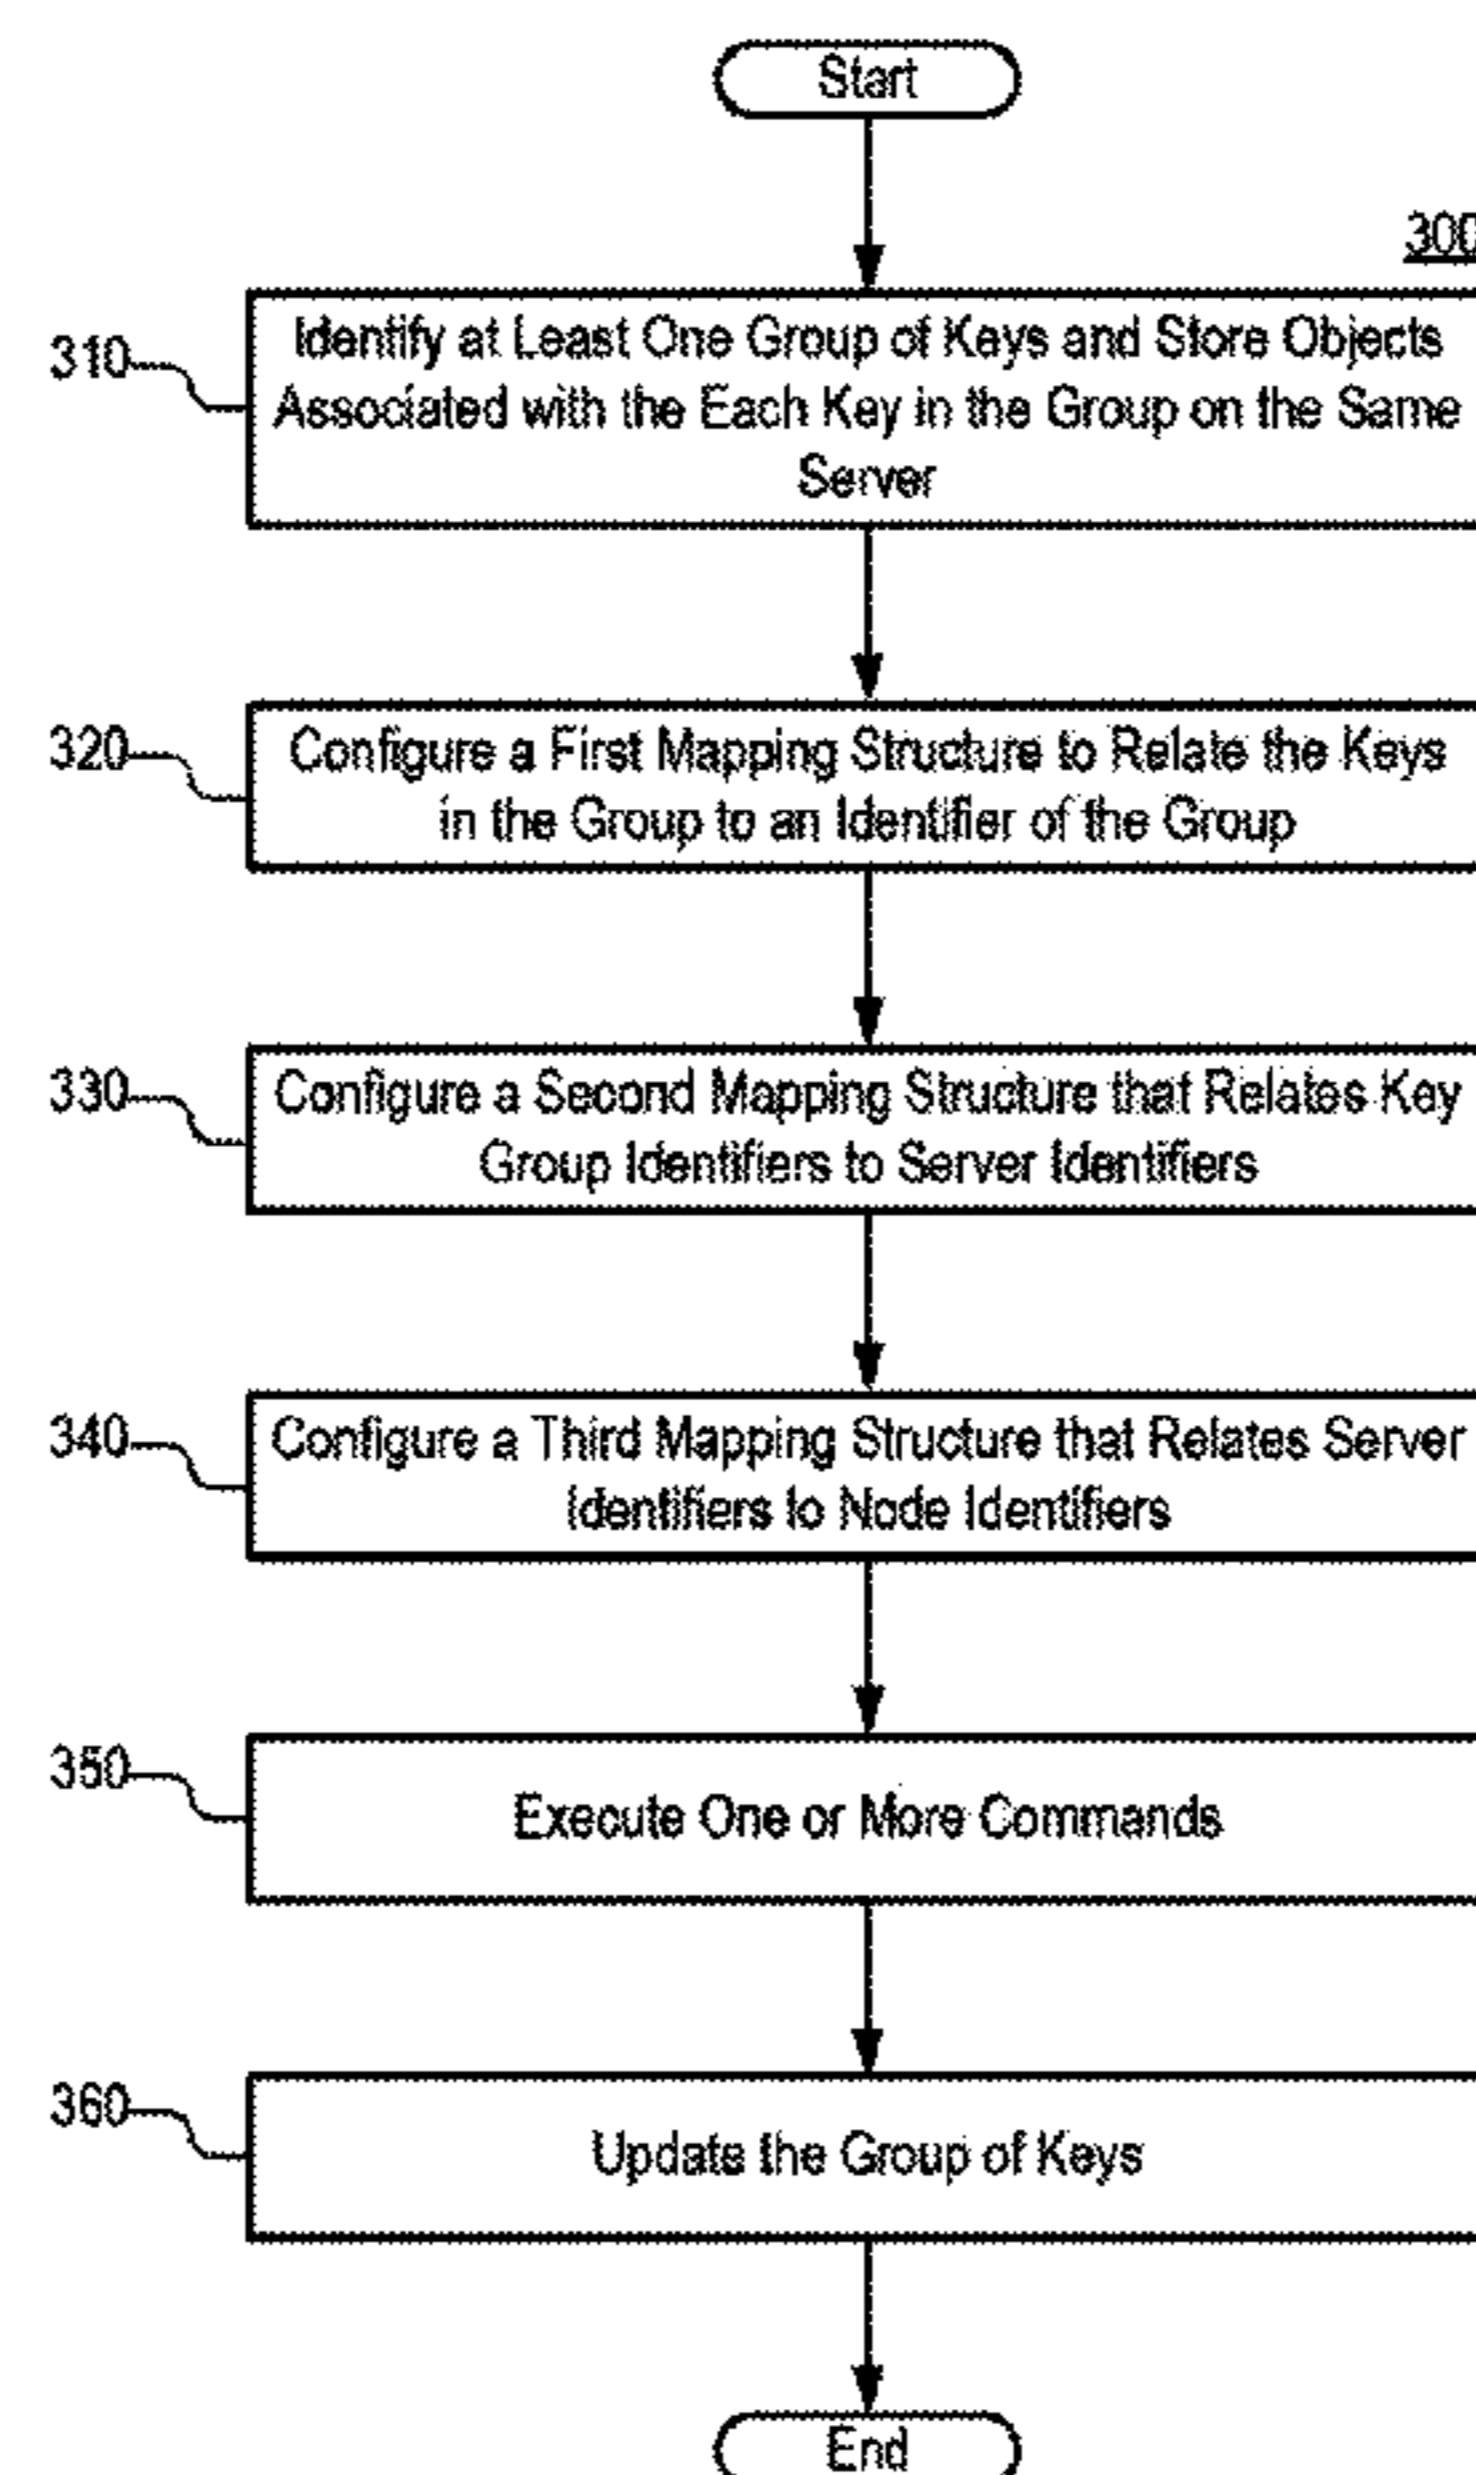 Start
300
310
Identify at Least One Group of Keys and Store Objects
Associated with the Each Key in the Group on the Same
Server
320
Configure a First Mapping Structure to Relate the Keys
in the Group to an Identifier of the Group
330
Configure a Second Mapping Structure that Relates Key
Group Identifiers to Server Identifiers
340
Configure a Third Mapping Structure that Relates Server
Identifiers to Node Identifiers
350
Execute One or More Commands
360
Update the Group of Keys
End